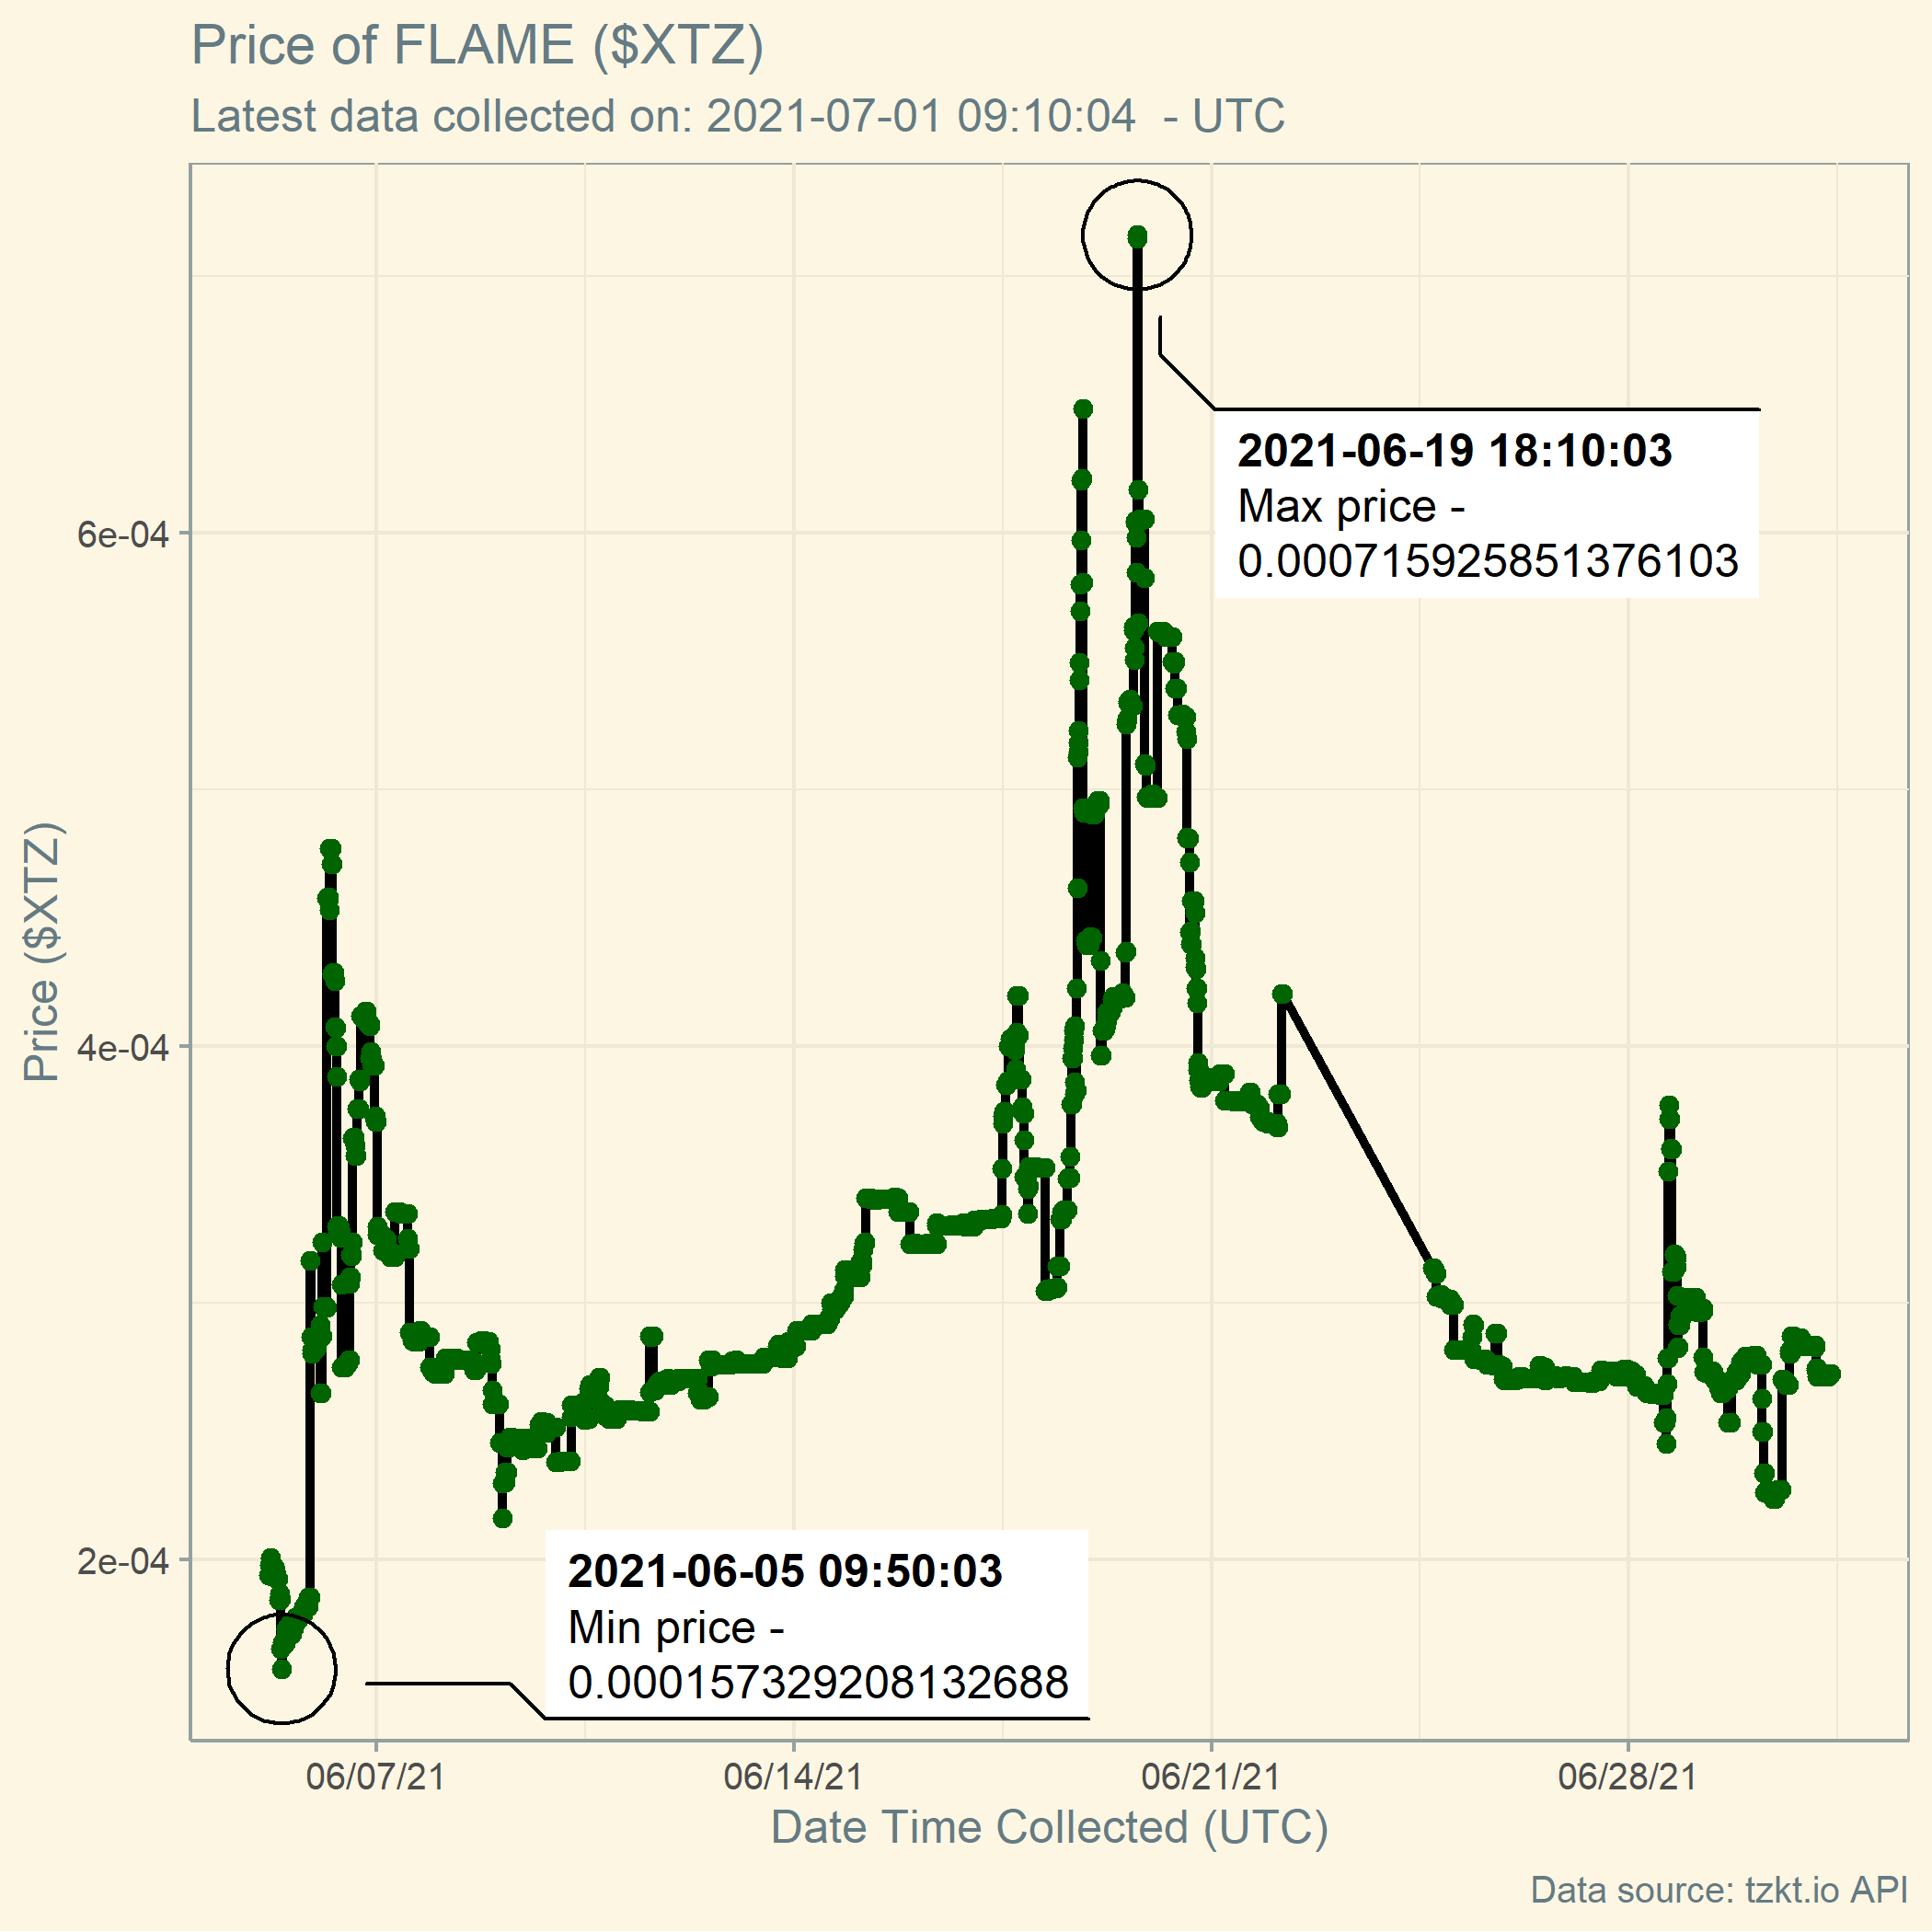 Price of FLAME ($XTZ)
Latest data collected on: 2021-07-01 09:10:04  - UTC
2021-06-19 18:10:03
Max price -
0.000715925851376103
6e-04
4e-04
2e-04
Price ($XTZ)
2021-06-05 09:50:03
Min price -
0.000157329208132688
06/07/21
06/14/21
06/21/21
06/28/21
Date Time Collected (UTC)
Data source: tzkt.io API